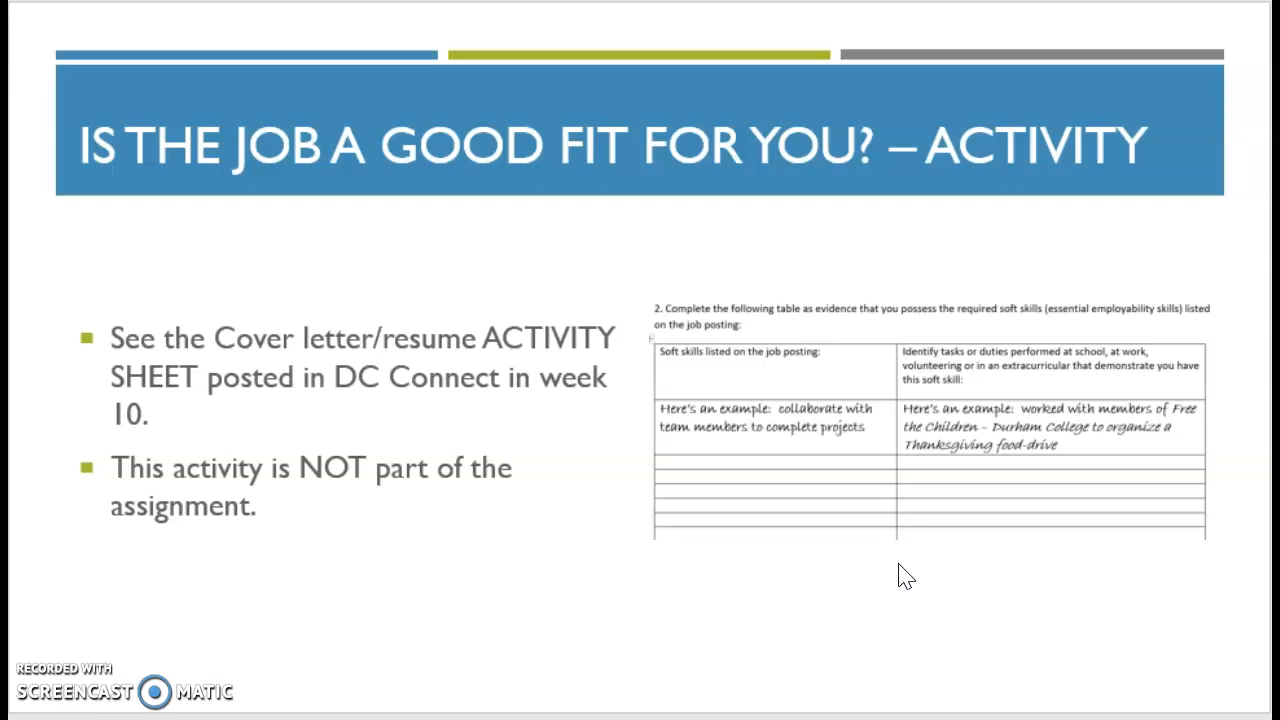 IS THE JOB A GOOD FIT FOR YOU? – ACTIVITY
See the Cover letter/resume ACTIVITY
SHEET posted in DC Connect in week
10.
This activity is NOT part of the
assignment.
2. Complete the following table as evidence that you possess the required soft skills (essential employability skills) listed
on the job posting:
Soft skills listed on the job posting:
Identify tasks or duties performed at school, at work,
volunteering or in an extracurricular that demonstrate you have
this soft skill:
Here's an example: collaborate with
team members to complete projects
Here's an example: worked with members of Free
the Children - Durham College to organize a
Thanksgiving food-drive
RECORDED WITH
SCREENCAST MATIC